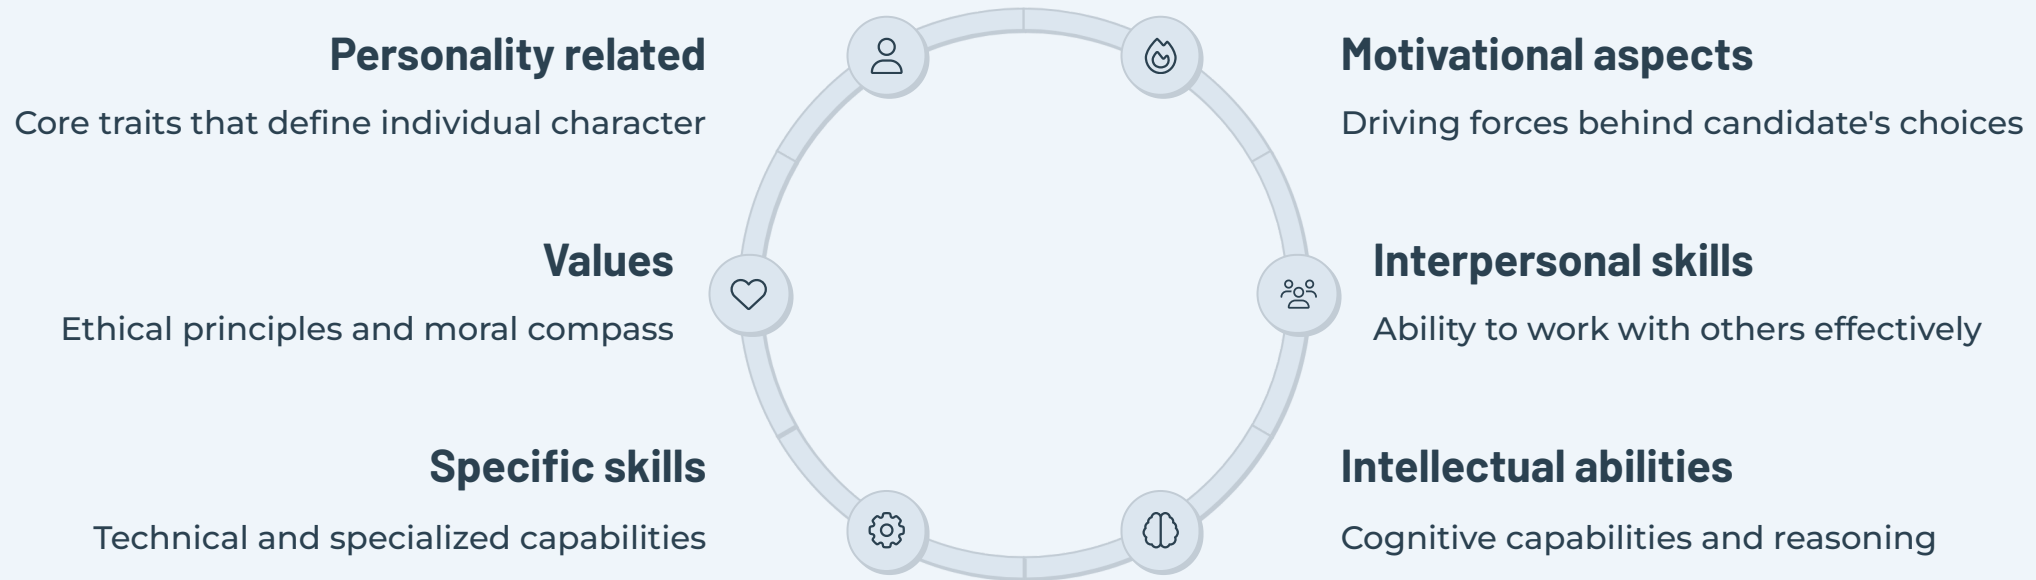 Personality related
Core traits that define individual character
Motivational aspects
Driving forces behind candidate's choices
Values
Ethical principles and moral compass
Interpersonal skills
Ability to work with others effectively
Specific skills
Technical and specialized capabilities
Intellectual abilities
Cognitive capabilities and reasoning